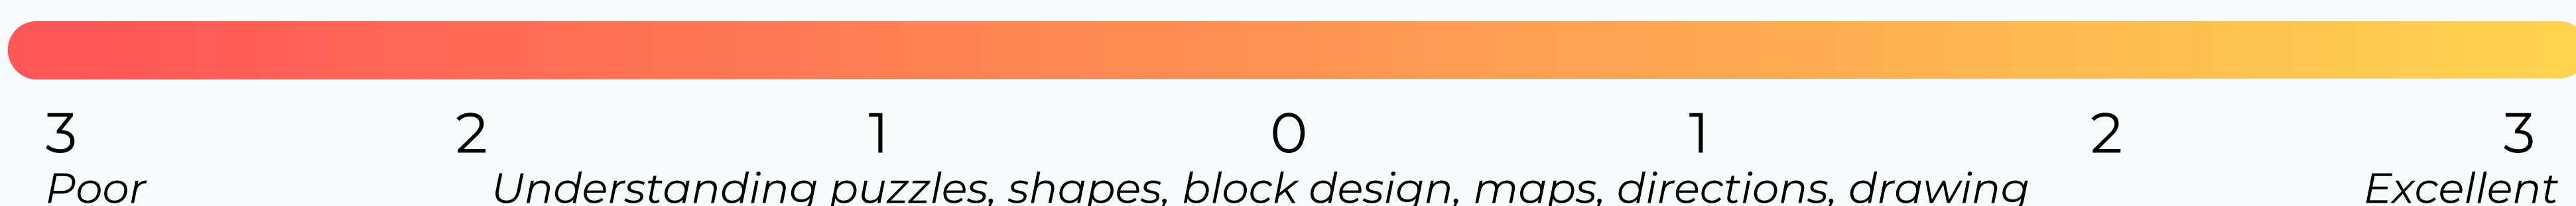 3 2 1 0 1 2 3
Poor Understanding puzzles, shapes, block design, maps, directions, drawing Excellent